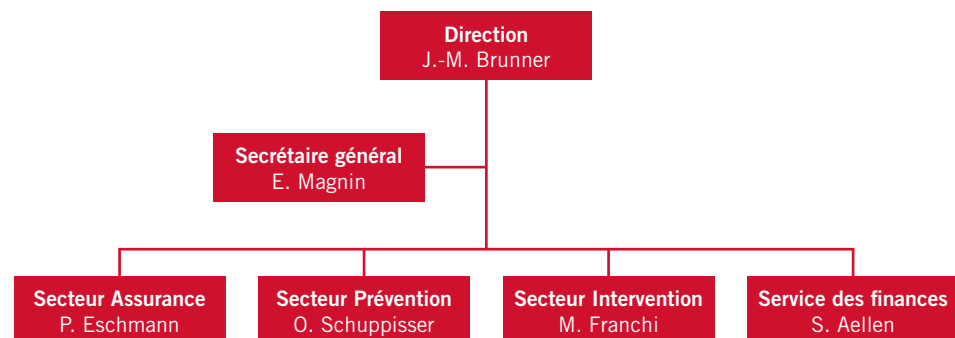 Direction
J.-M. Brunner
Secrétaire général
E. Magnin
Secteur Assurance
P. Eschmann
Secteur Prévention
O. Schuppisser
Secteur Intervention
M. Franchi
Service des finances
S. Aellen